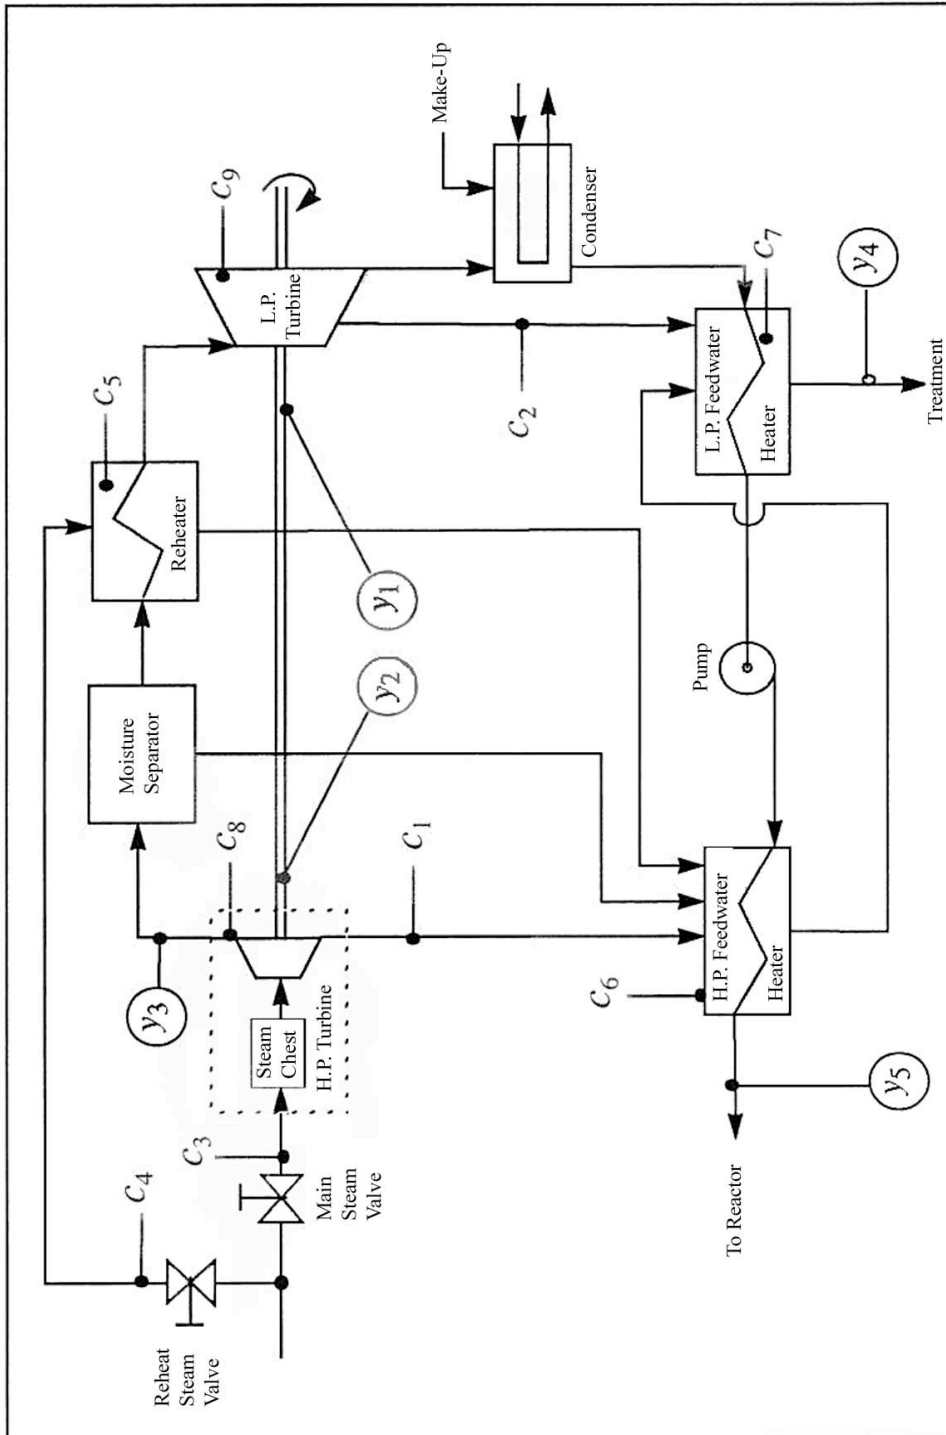 Reheat
Steam
Valve
c4
c3
Main
Steam
Valve
y3
Steam
Chest
H.P. Turbine
c8
Moisture
Separator
c5
Reheater
y2
y1
c9
L.P.
Turbine
Make-Up
Condenser
c1
c2
c6
To Reactor
H.P. Feedwater
Heater
y5
Pump
L.P. Feedwater
Heater
c7
y4
Treatment